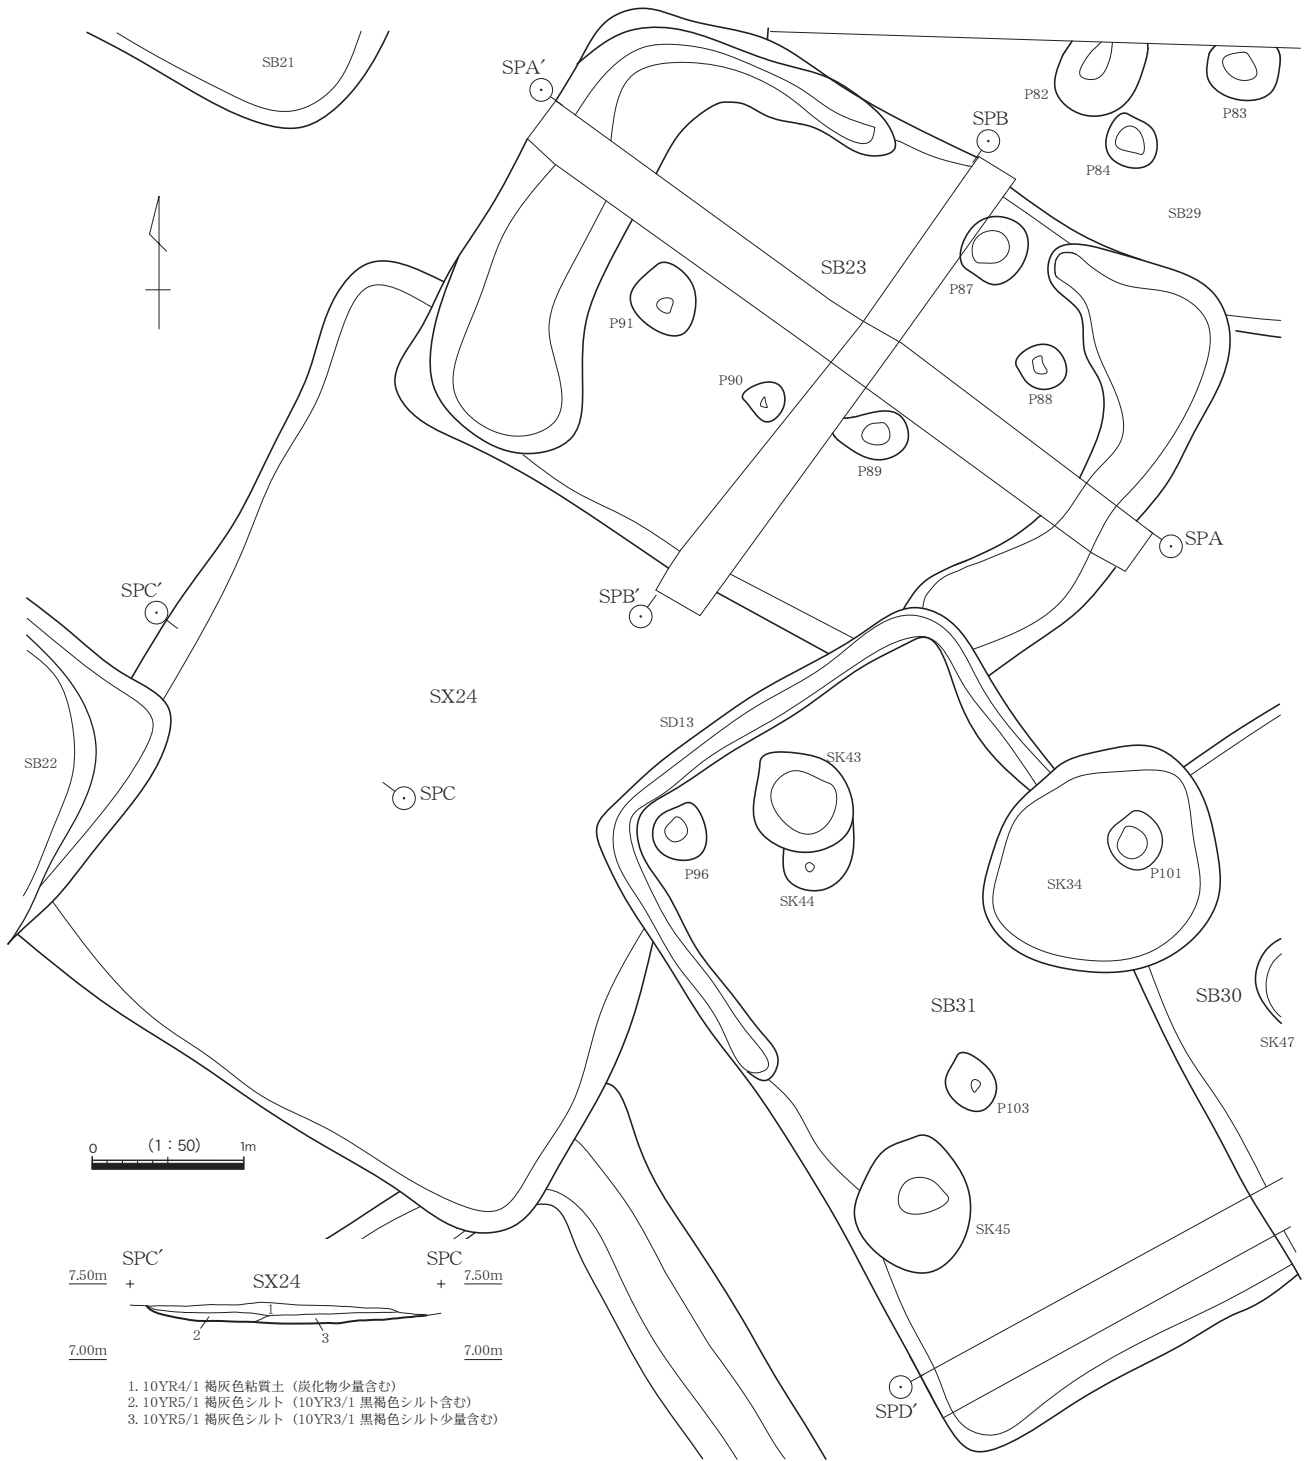 SB21
SPA′
P82
P83
SPB
P84
SB29
SB23
P87
P91
P90
P88
P89
SPA
SPC′
SPB′
SX24
SD13
SB22
SK43
SPC
P96
SK44
SK34
P101
SB31
SB30
SK47
P103
0 (1：50) 1m
SK45
SPC′ SPC
7.50m SX24 7.50m
1
2 3
7.00m 7.00m
1. 10YR4/1 褐灰色粘質土（炭化物少量含む）
2. 10YR5/1 褐灰色シルト（10YR3/1 黒褐色シルト含む）
3. 10YR5/1 褐灰色シルト（10YR3/1 黒褐色シルト少量含む）
SPD′